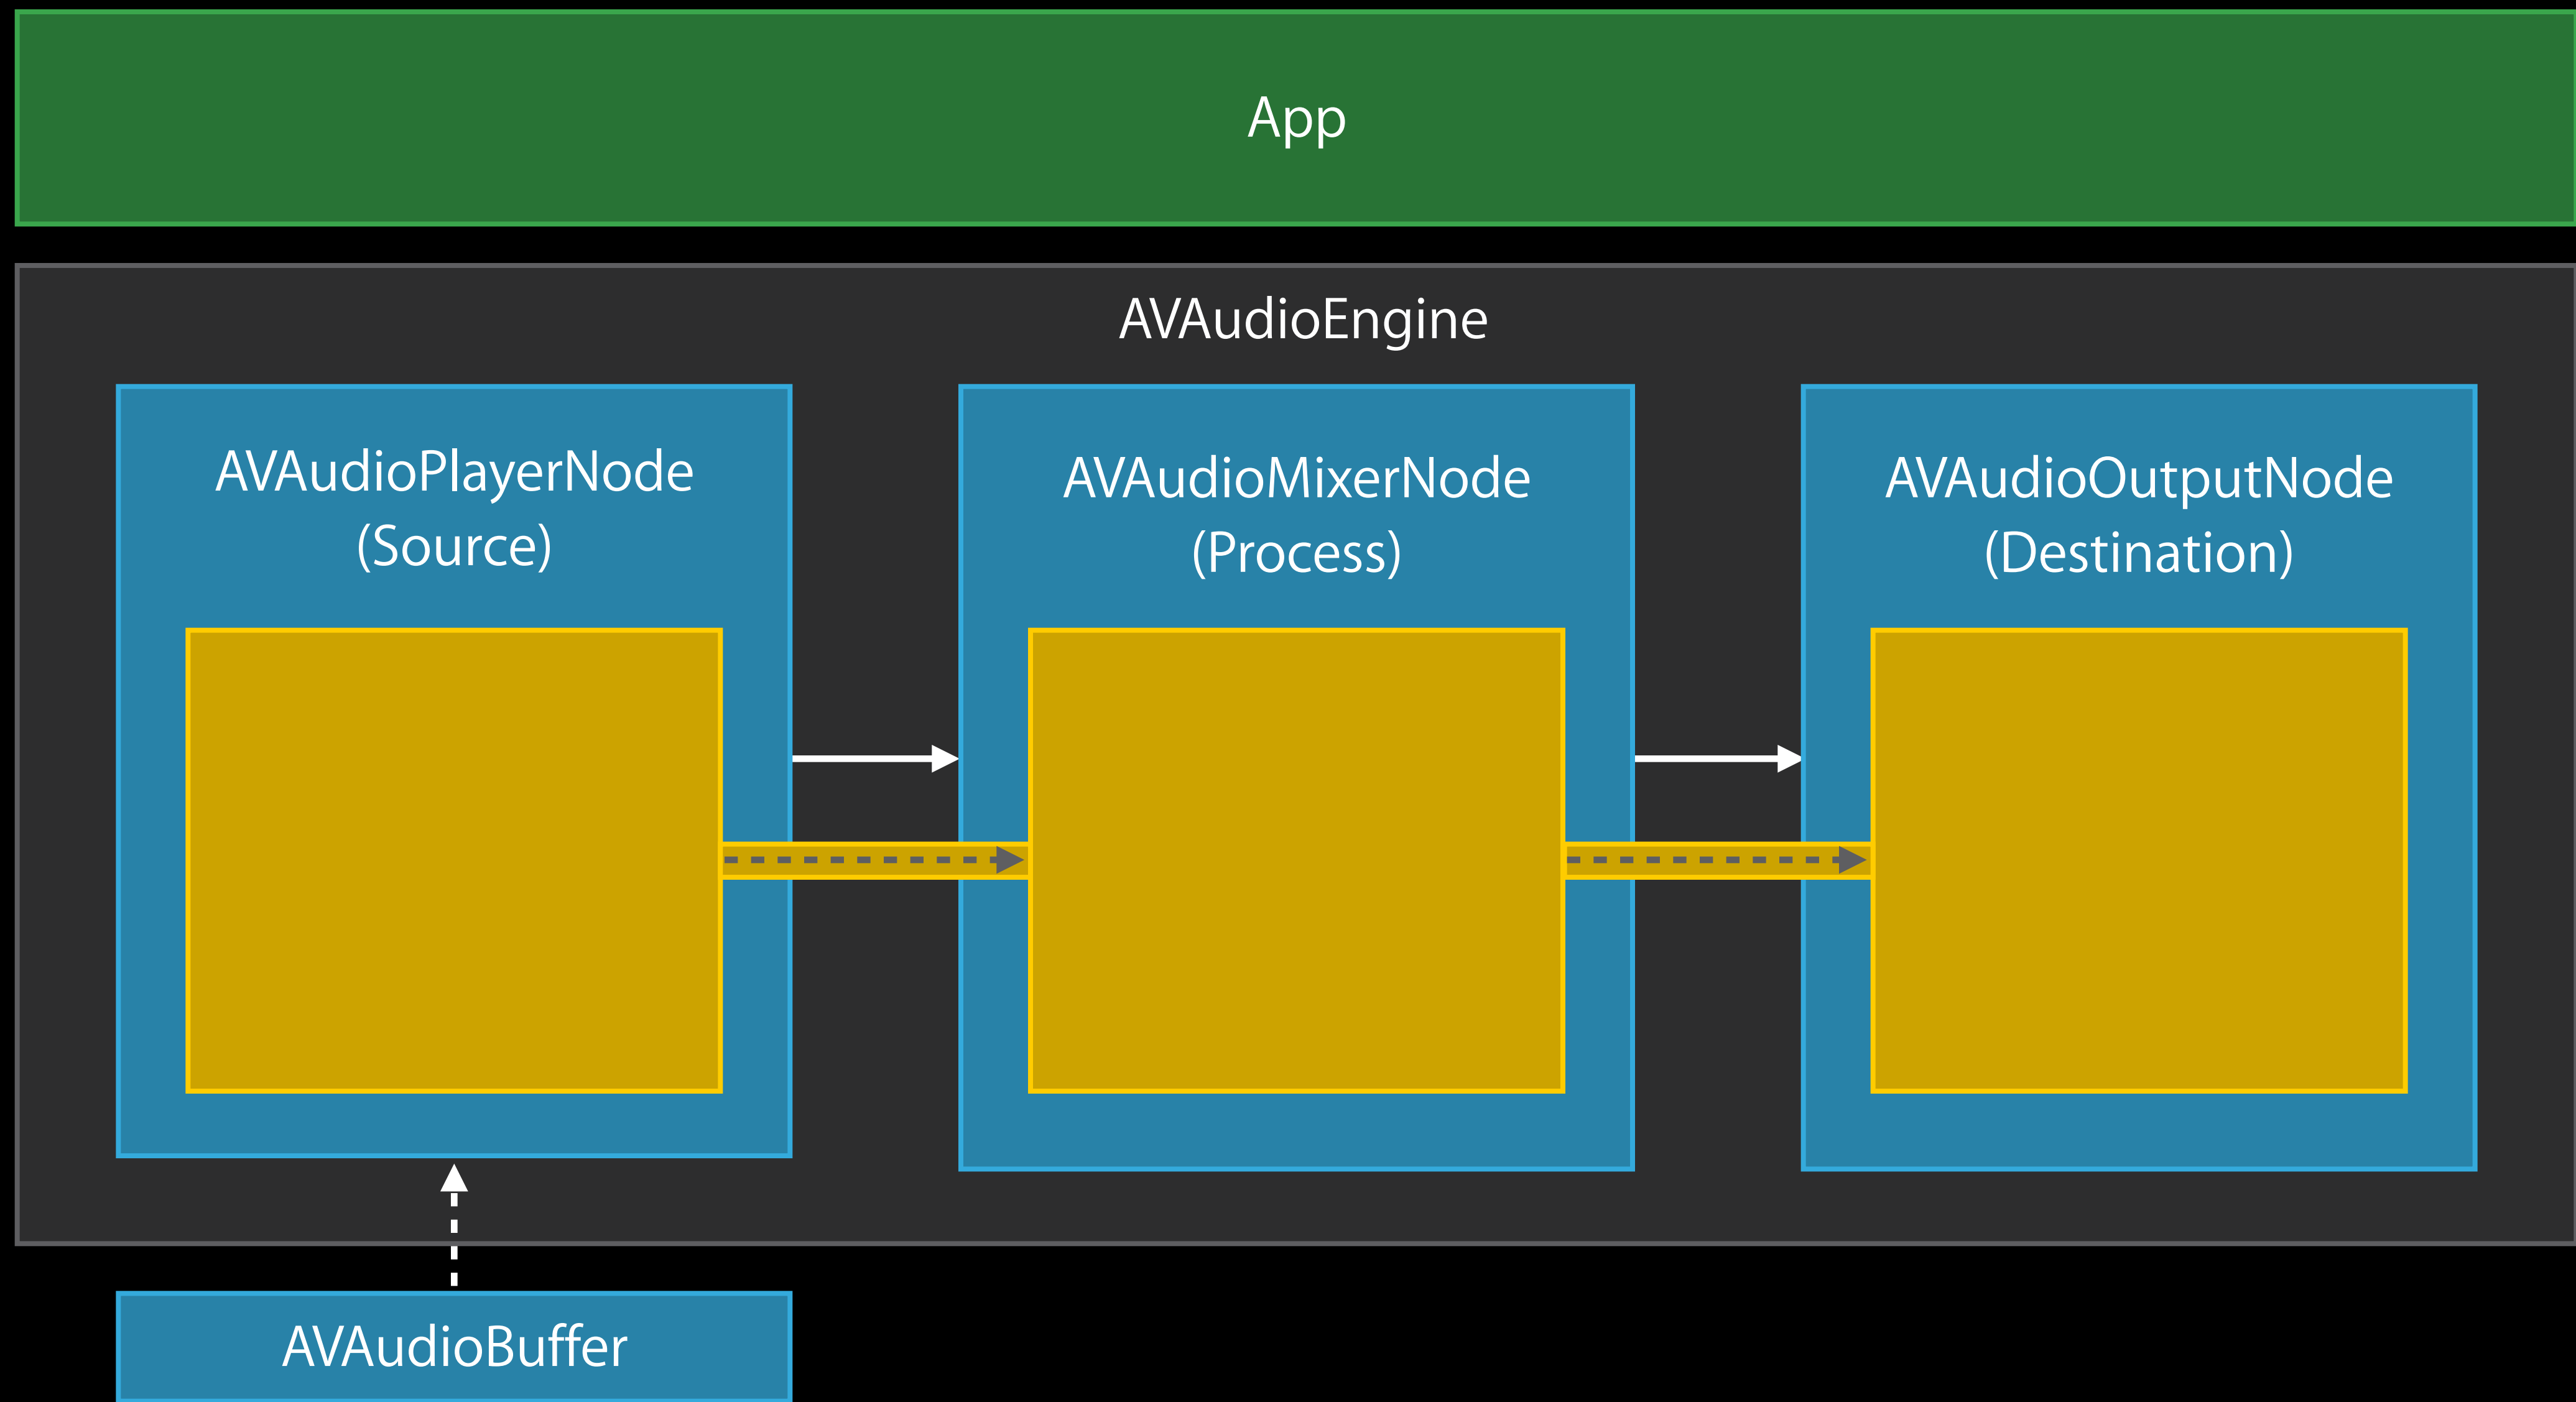 App
AVAudioEngine
AVAudioPlayerNode
(Source)
AVAudioMixerNode
(Process)
AVAudioOutputNode
(Destination)
AVAudioBuffer